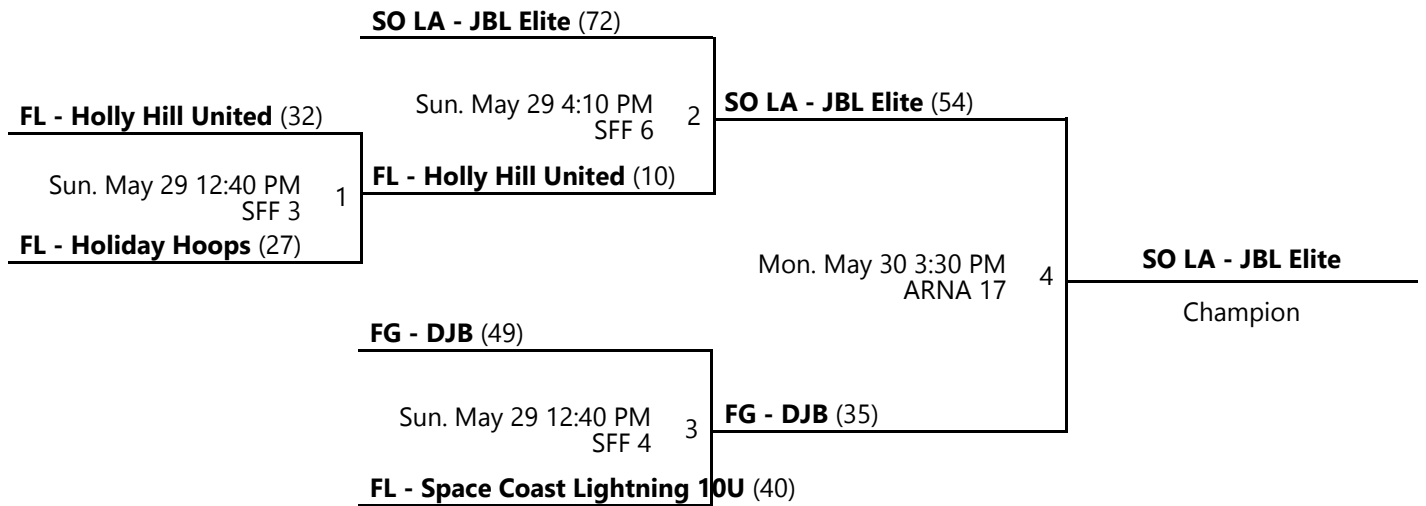 SO LA - JBL Elite (72)
FL - Holly Hill United (32)
Sun. May 29 4:10 PM
SFF 6
2
SO LA - JBL Elite (54)
Sun. May 29 12:40 PM
SFF 3
1
FL - Holly Hill United (10)
FL - Holiday Hoops (27)
Mon. May 30 3:30 PM
ARNA 17
4
SO LA - JBL Elite
Champion
FG - DJB (49)
Sun. May 29 12:40 PM
SFF 4
3
FG - DJB (35)
FL - Space Coast Lightning 10U (40)